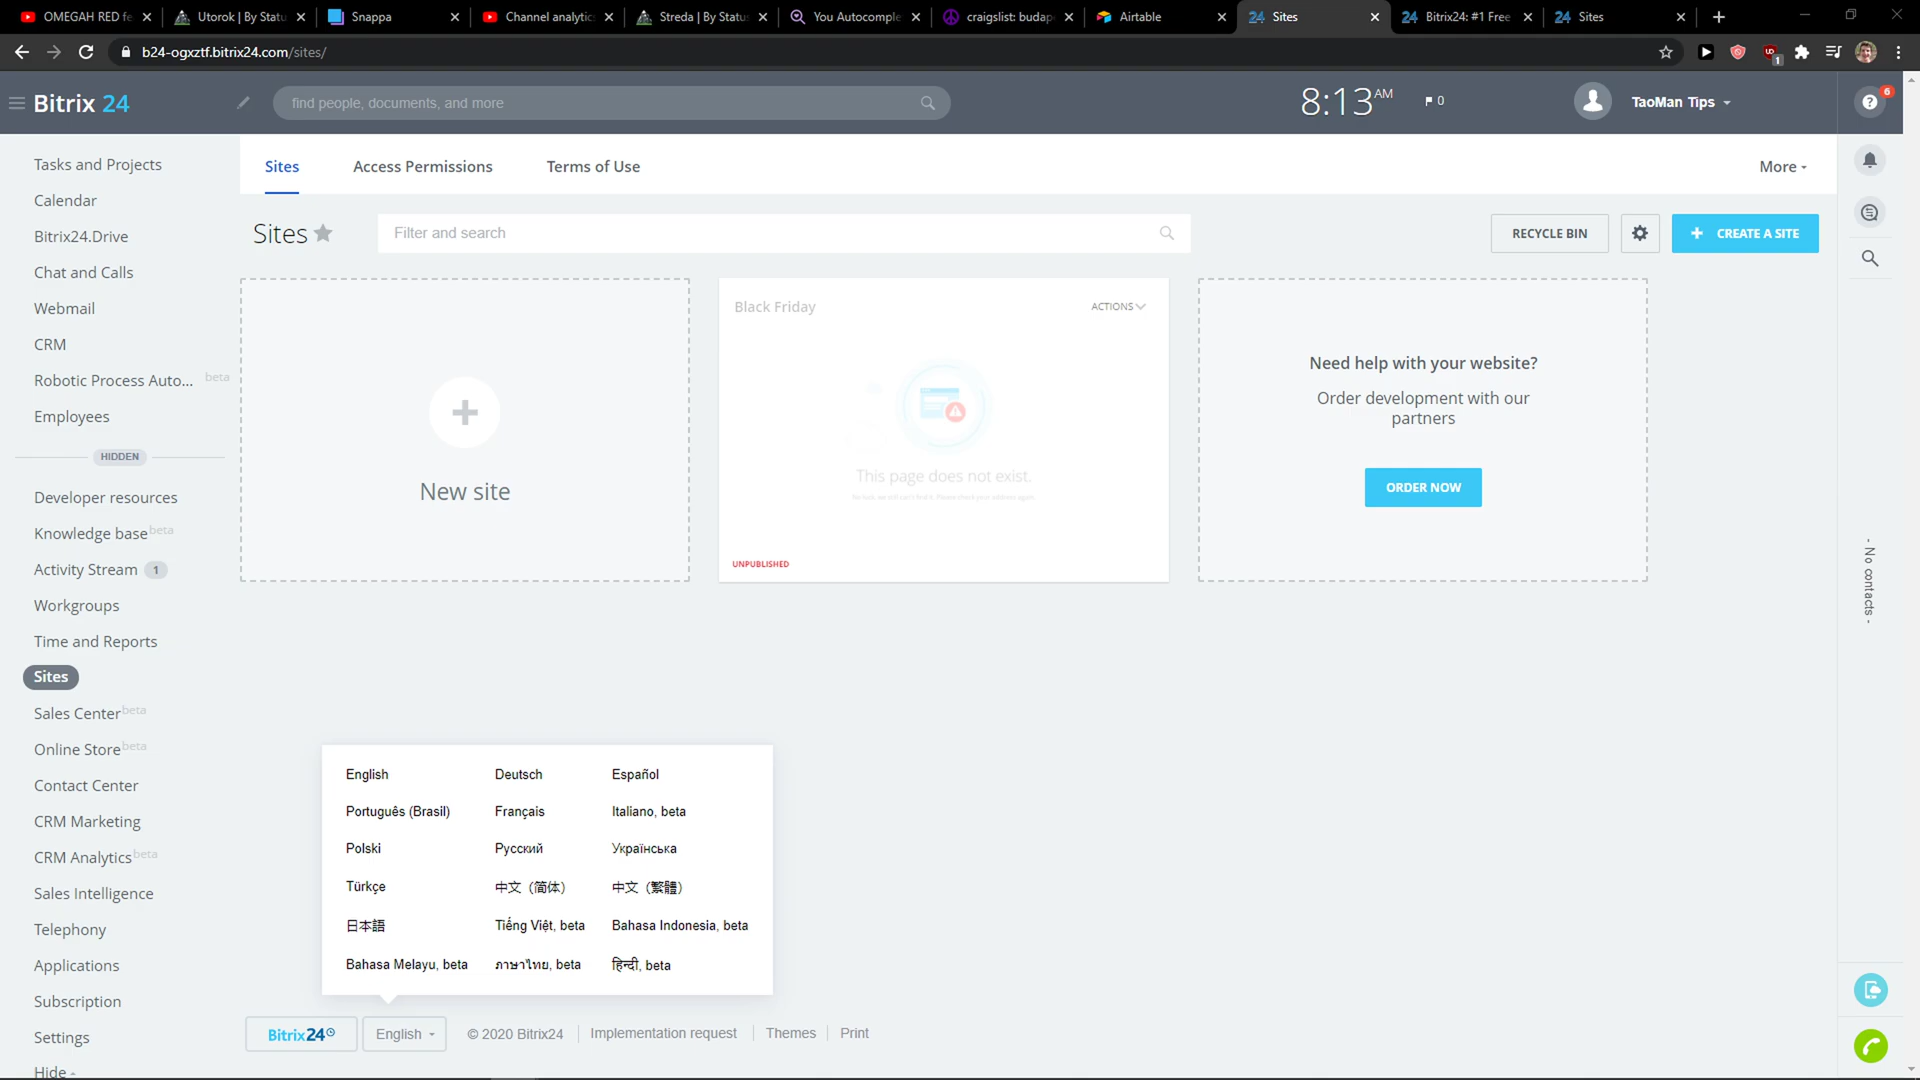 OMEGAH RED fe
Utorok | By Statu
Snappa
Channel analytic
Streda | By Statu
You Autocomple
craigslist: budap
Airtable
Sites
Bitrix24: #1 Free
Sites
b24-ogxztf.bitrix24.com/sites/
Bitrix 24
find people, documents, and more
8:13 AM
0
TaoMan Tips
6
Tasks and Projects
Calendar
Bitrix24.Drive
Chat and Calls
Webmail
CRM
Robotic Process Auto... beta
Employees
HIDDEN
Developer resources
Knowledge base beta
Activity Stream 1
Workgroups
Time and Reports
Sites
Sales Center beta
Online Store beta
Contact Center
CRM Marketing
CRM Analytics beta
Sales Intelligence
Telephony
Applications
Subscription
Settings
Hide
Sites
Access Permissions
Terms of Use
More
Sites
Filter and search
RECYCLE BIN
+ CREATE A SITE
New site
Black Friday
ACTIONS
This page does not exist.
UNPUBLISHED
Need help with your website?
Order development with our
partners
ORDER NOW
- No contacts -
English Deutsch Español
Português (Brasil) Français Italiano, beta
Polski Русский Українська
Türkçe 中文（简体） 中文（繁體）
日本語 Tiếng Việt, beta Bahasa Indonesia, beta
Bahasa Melayu, beta ภาษาไทย, beta हिन्दी, beta
Bitrix24
English
© 2020 Bitrix24
Implementation request
Themes
Print